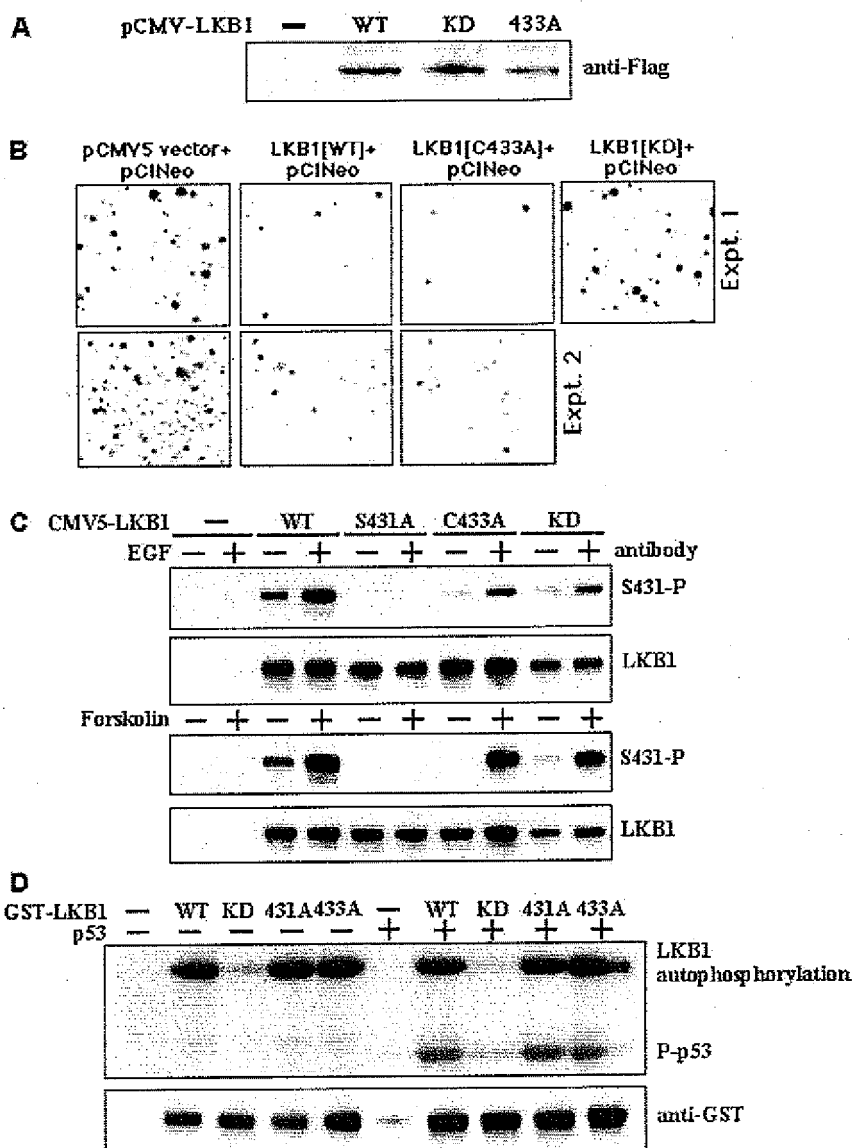 A
pCMV-LKB1 – WT KD 433A
anti-Flag
B
pCMV5 vector+ pCINeo
LKB1[WT]+ pCINeo
LKB1[C433A]+ pCINeo
LKB1[KD]+ pCINeo
Expt. 1
Expt. 2
C
CMV5-LKB1 – WT S431A C433A KD
EGF – + – + – + – + – + antibody
S431-P
LKB1
Forskolin – + – + – + – + – +
S431-P
LKB1
D
GST-LKB1 – WT KD 431A 433A – WT KD 431A 433A
p53 – – – – – + + + + +
LKB1
autophosphorylation
P-p53
anti-GST